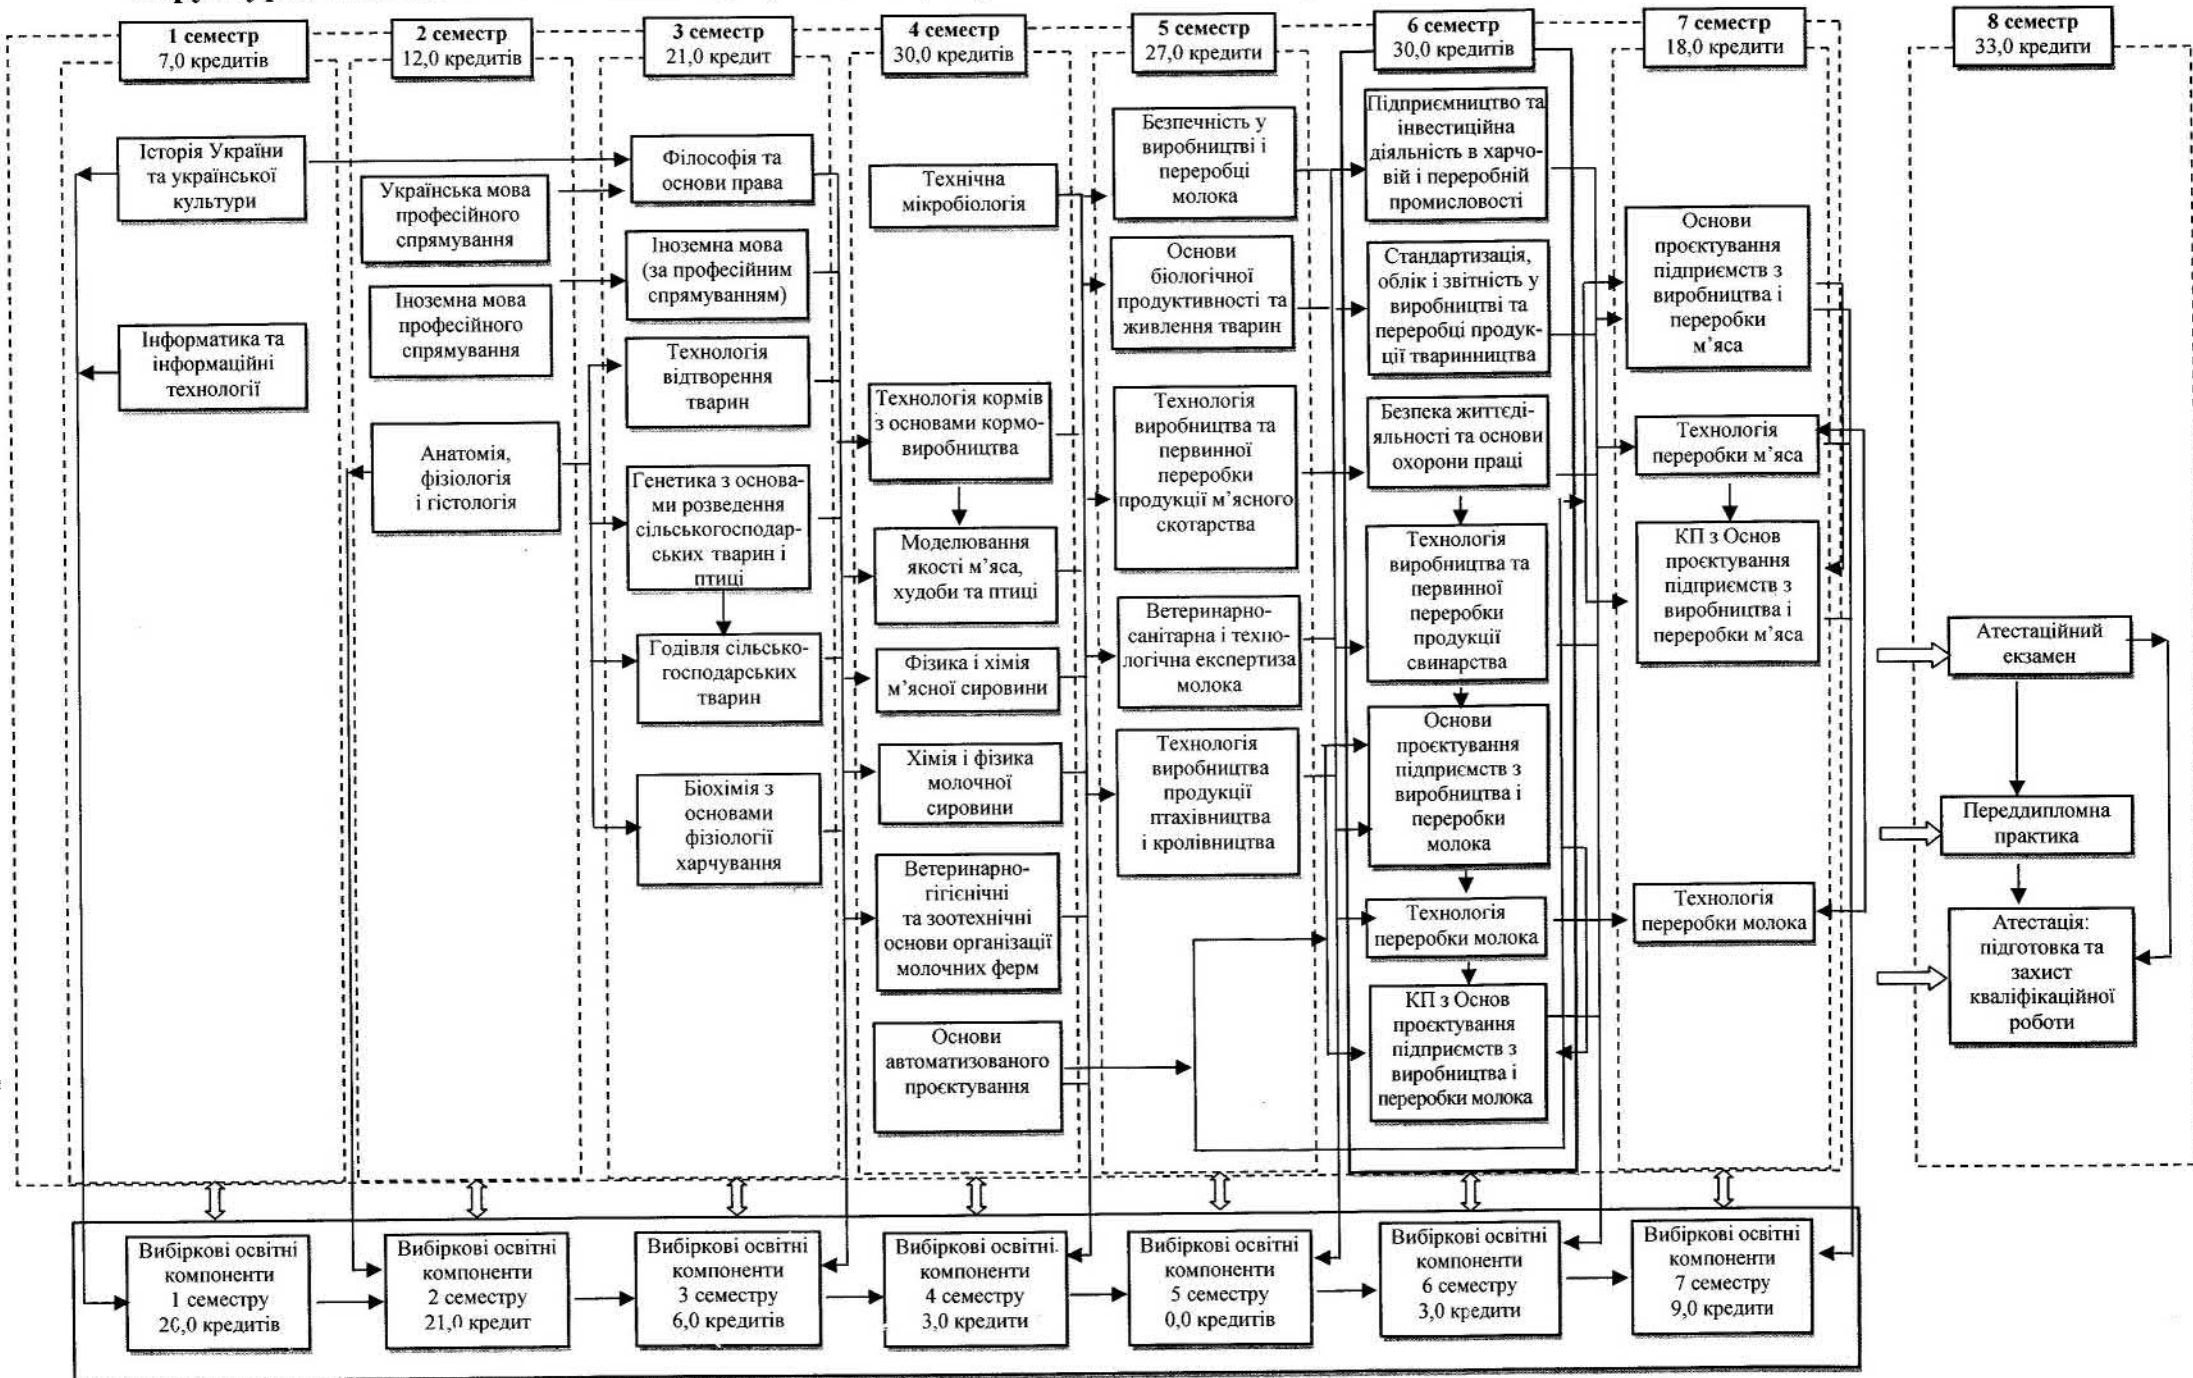 1 семестр
7,0 кредитів
2 семестр
12,0 кредитів
3 семестр
21,0 кредит
4 семестр
30,0 кредитів
5 семестр
27,0 кредити
6 семестр
30,0 кредитів
7 семестр
18,0 кредити
8 семестр
33,0 кредити
Історія України
та української
культури
Інформатика та
інформаційні
технології
Українська мова
професійного
спрямування
Іноземна мова
професійного
спрямування
Анатомія,
фізіологія
і гістологія
Філософія та
основи права
Іноземна мова
(за професійним
спрямуванням)
Технологія
відтворення
тварин
Генетика з основа-
ми розведення
сільськогосподар-
ських тварин і
птиці
Годівля сільсько-
господарських
тварин
Біохімія з
основами
фізіології
харчування
Технічна
мікробіологія
Технологія кормів
з основами кормо-
виробництва
Моделювання
якості м’яса,
худоби та птиці
Фізика і хімія
м’ясної сировини
Хімія і фізика
молочної
сировини
Ветеринарно-
гігієнічні
та зоотехнічні
основи організації
молочних ферм
Основи
автоматизованого
проєктування
Безпечність у
виробництві і
переробці
молока
Основи
біологічної
продуктивності та
живлення тварин
Технологія
виробництва та
первинної
переробки
продукції м’ясного
скотарства
Ветеринарно-
санітарна і техно-
логічна експертиза
молока
Технологія
виробництва
продукції
птахівництва
і кролівництва
Підприємництво та
інвестиційна
діяльність в харчо-
вій і переробній
промисловості
Стандартизація,
облік і звітність у
виробництві та
переробці продук-
ції тваринництва
Безпека життєді-
яльності та основи
охорони праці
Технологія
виробництва та
первинної
переробки
продукції
свинарства
Основи
проєктування
підприємств з
виробництва і
переробки
молока
Технологія
переробки молока
КП з Основ
проєктування
підприємств з
виробництва і
переробки молока
Основи
проєктування
підприємств з
виробництва і
переробки
м’яса
Технологія
переробки м’яса
КП з Основ
проєктування
підприємств з
виробництва і
переробки м’яса
Технологія
переробки молока
Атестаційний
екзамен
Переддипломна
практика
Атестація:
підготовка та
захист
кваліфікаційної
роботи
Вибіркові освітні
компоненти
1 семестру
20,0 кредитів
Вибіркові освітні
компоненти
2 семестру
21,0 кредит
Вибіркові освітні
компоненти
3 семестру
6,0 кредитів
Вибіркові освітні
компоненти
4 семестру
3,0 кредити
Вибіркові освітні
компоненти
5 семестру
0,0 кредитів
Вибіркові освітні
компоненти
6 семестру
3,0 кредити
Вибіркові освітні
компоненти
7 семестру
9,0 кредити